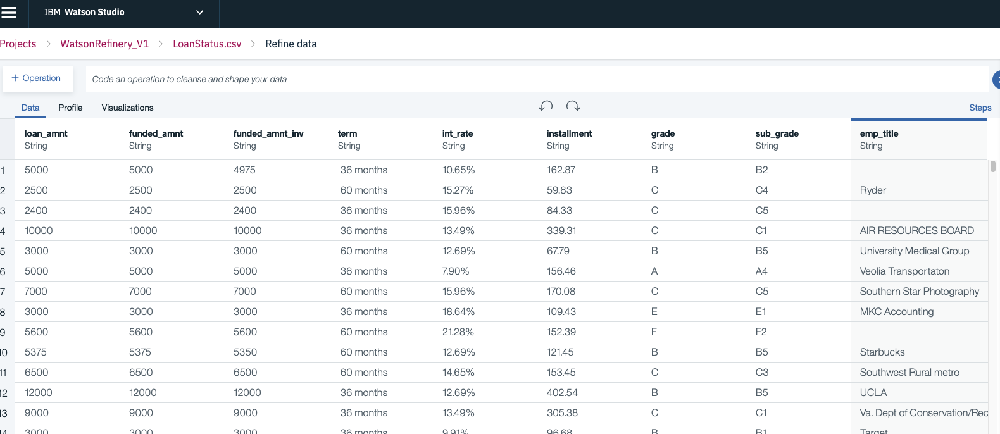 IBM Watson Studio
Projects > WatsonRefinery_V1 > LoanStatus.csv > Refine data
+ Operation Code an operation to cleanse and shape your data
Data Profile Visualizations Steps
loan_amnt funded_amnt funded_amnt_inv term int_rate installment grade sub_grade emp_title
String String String String String String String String String
1 5000 5000 4975 36 months 10.65% 162.87 B B2
2 2500 2500 2500 60 months 15.27% 59.83 C C4 Ryder
3 2400 2400 2400 36 months 15.96% 84.33 C C5
4 10000 10000 10000 36 months 13.49% 339.31 C C1 AIR RESOURCES BOARD
5 3000 3000 3000 60 months 12.69% 67.79 B B5 University Medical Group
6 5000 5000 5000 36 months 7.90% 156.46 A A4 Veolia Transportaton
7 7000 7000 7000 60 months 15.96% 170.08 C C5 Southern Star Photography
8 3000 3000 3000 36 months 18.64% 109.43 E E1 MKC Accounting
9 5600 5600 5600 60 months 21.28% 152.39 F F2
10 5375 5375 5350 60 months 12.69% 121.45 B B5 Starbucks
11 6500 6500 6500 60 months 14.65% 153.45 C C3 Southwest Rural metro
12 12000 12000 12000 36 months 12.69% 402.54 B B5 UCLA
13 9000 9000 9000 36 months 13.49% 305.38 C C1 Va. Dept of Conservation/Rec
14 3000 3000 3000 36 months 9.91% 96.68 B B1 Target